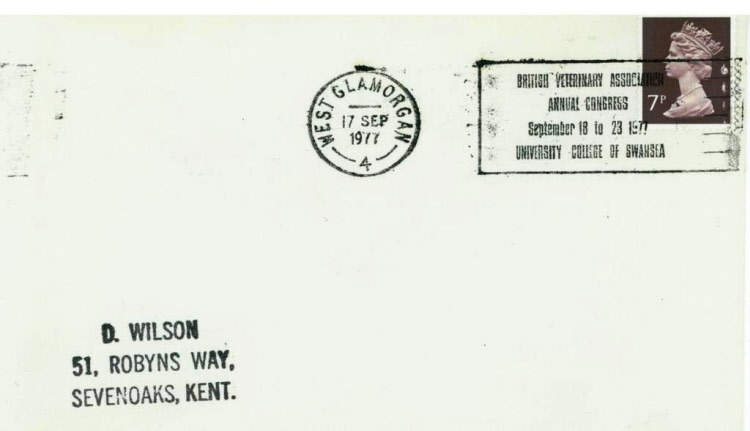 WEST GLAMORGAN
17 SEP
1977
4
BRITISH VETERINARY ASSOCIATION
ANNUAL CONGRESS
September 18 to 23 1977
UNIVERSITY COLLEGE OF SWANSEA
7P
D. WILSON
51, ROBYNS WAY,
SEVENOAKS, KENT.